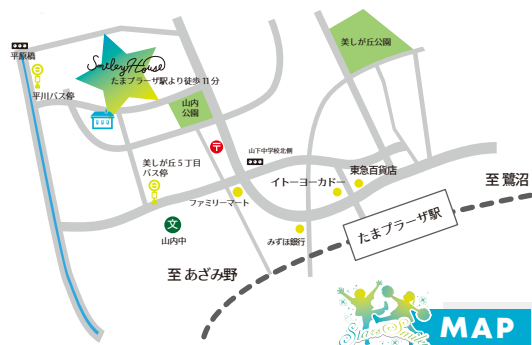 平原橋
平川バス停
Smiley House
たまプラーザ駅より徒歩11分
山内
公園
美しが丘公園
〒
山下中学校北側
美しが丘5丁目
バス停
ファミリーマート
イトーヨーカドー
東急百貨店
至 鷺沼
文
山内中
みずほ銀行
たまプラーザ駅
至 あざみ野
Stars Smile
MAP